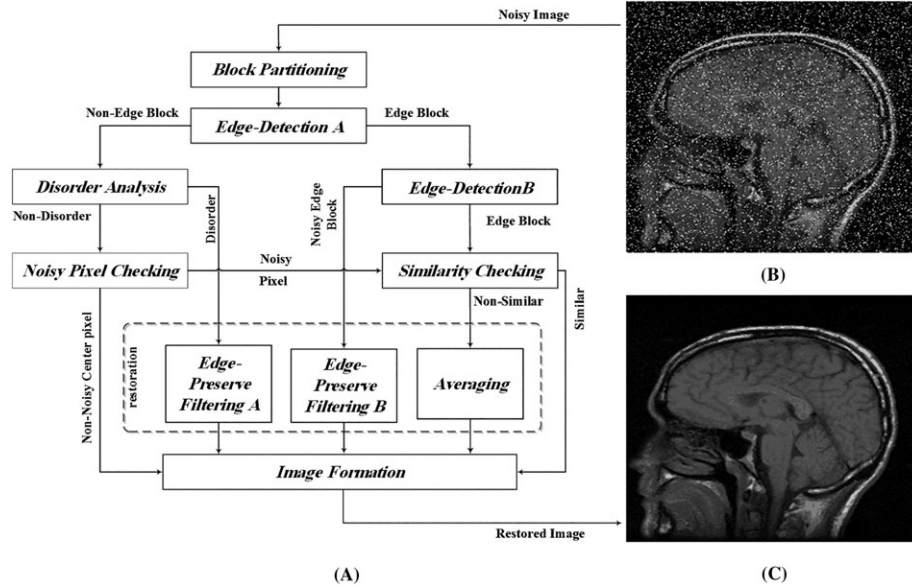 Noisy Image
Block Partitioning
Non-Edge Block
Edge Block
Edge-Detection A
Disorder Analysis
Edge-DetectionB
Non-Disorder
Disorder
Noisy Edge
Block
Edge Block
Noisy Pixel Checking
Noisy
Pixel
Similarity Checking
Non-Similar
Similar
Non-Noisy Center pixel
restoration
Edge-
Preserve
Filtering A
Edge-
Preserve
Filtering B
Averaging
Image Formation
Restored Image
(A)
(B)
(C)